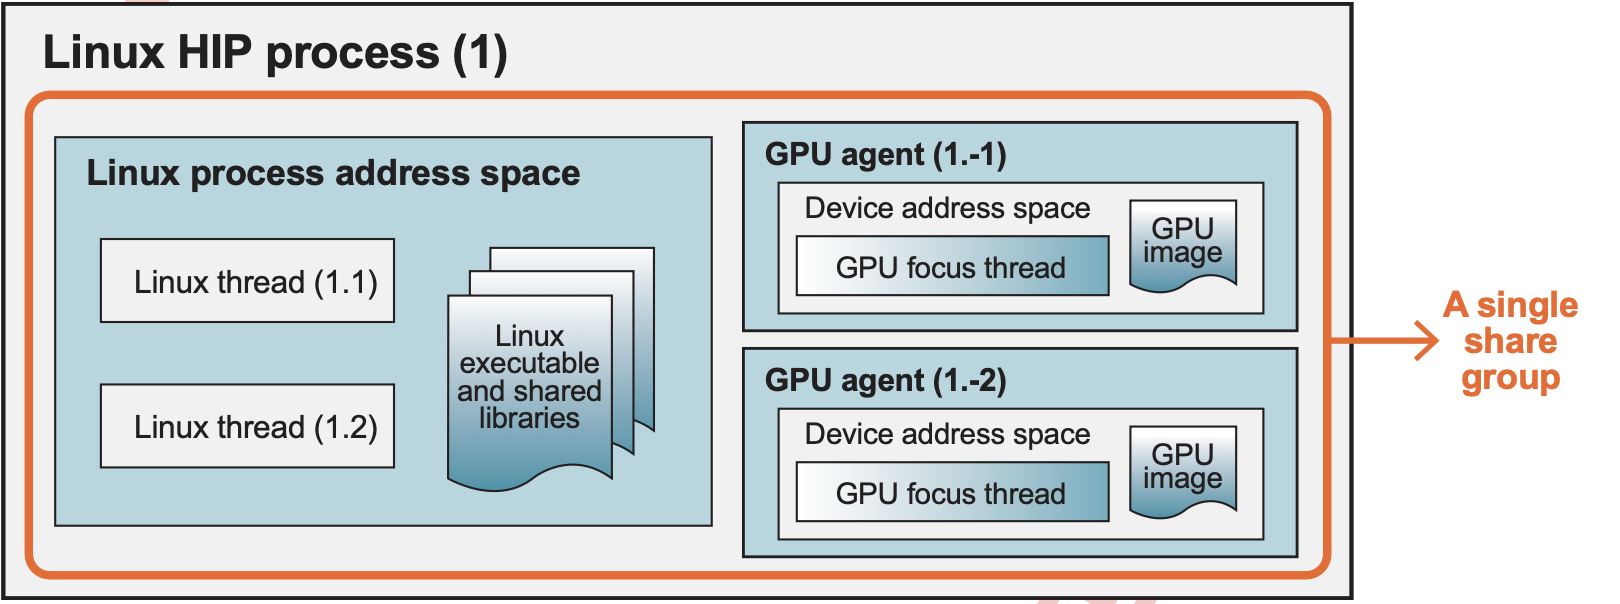 Linux HIP process (1)
Linux process address space
Linux thread (1.1)
Linux thread (1.2)
Linux
executable
and shared
libraries
GPU agent (1.-1)
Device address space
GPU focus thread
GPU
image
GPU agent (1.-2)
Device address space
GPU focus thread
GPU
image
A single
share
group